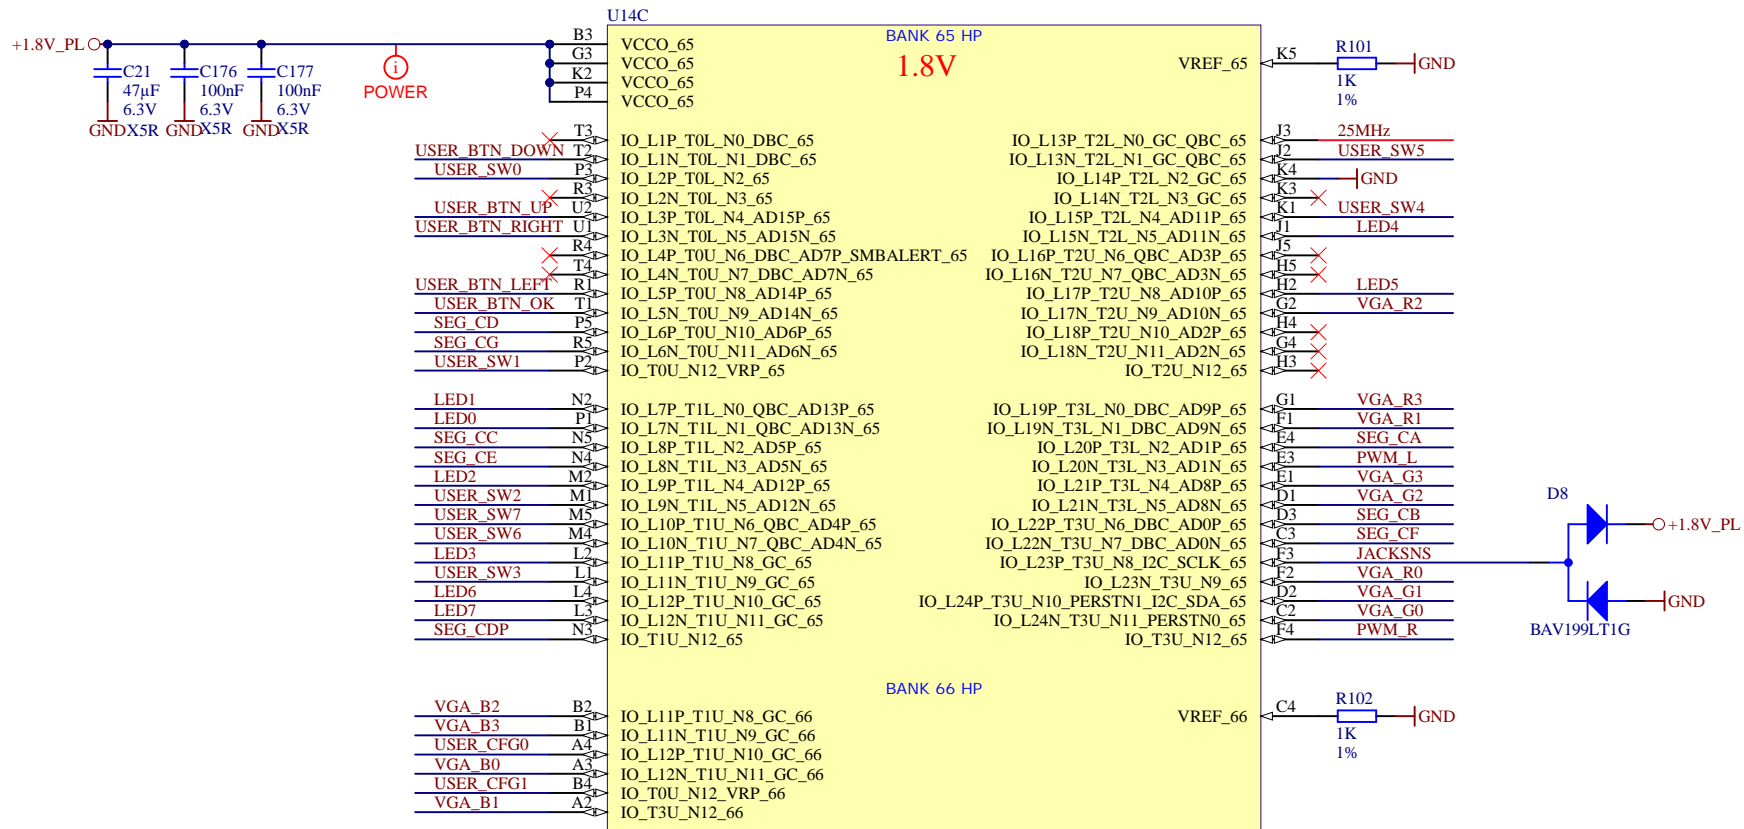 U14C
+1.8V_PL
C21
47µF
6.3V
X5R
GND
C176
100nF
6.3V
X5R
GND
C177
100nF
6.3V
X5R
GND
i
POWER
BANK 65 HP
1.8V
B3 VCCO_65
G3 VCCO_65
K2 VCCO_65
P4 VCCO_65
VREF_65 K5 R101 GND
1K
1%
T3 IO_L1P_T0L_N0_DBC_65
USER_BTN_DOWN T2 IO_L1N_T0L_N1_DBC_65
USER_SW0 P3 IO_L2P_T0L_N2_65
R3 IO_L2N_T0L_N3_65
USER_BTN_UP U2 IO_L3P_T0L_N4_AD15P_65
USER_BTN_RIGHT U1 IO_L3N_T0L_N5_AD15N_65
R4 IO_L4P_T0U_N6_DBC_AD7P_SMBALERT_65
T4 IO_L4N_T0U_N7_DBC_AD7N_65
USER_BTN_LEFT R1 IO_L5P_T0U_N8_AD14P_65
USER_BTN_OK T1 IO_L5N_T0U_N9_AD14N_65
SEG_CD P5 IO_L6P_T0U_N10_AD6P_65
SEG_CG R5 IO_L6N_T0U_N11_AD6N_65
USER_SW1 P2 IO_T0U_N12_VRP_65
LED1 N2 IO_L7P_T1L_N0_QBC_AD13P_65
LED0 P1 IO_L7N_T1L_N1_QBC_AD13N_65
SEG_CC N5 IO_L8P_T1L_N2_AD5P_65
SEG_CE N4 IO_L8N_T1L_N3_AD5N_65
LED2 M2 IO_L9P_T1L_N4_AD12P_65
USER_SW2 M1 IO_L9N_T1L_N5_AD12N_65
USER_SW7 M5 IO_L10P_T1U_N6_QBC_AD4P_65
USER_SW6 M4 IO_L10N_T1U_N7_QBC_AD4N_65
LED3 L2 IO_L11P_T1U_N8_GC_65
USER_SW3 L1 IO_L11N_T1U_N9_GC_65
LED6 L4 IO_L12P_T1U_N10_GC_65
LED7 L3 IO_L12N_T1U_N11_GC_65
SEG_CDP N3 IO_T1U_N12_65
IO_L13P_T2L_N0_GC_QBC_65 J3 25MHz
IO_L13N_T2L_N1_GC_QBC_65 J2 USER_SW5
IO_L14P_T2L_N2_GC_65 K4 GND
IO_L14N_T2L_N3_GC_65 K3
IO_L15P_T2L_N4_AD11P_65 K1 USER_SW4
IO_L15N_T2L_N5_AD11N_65 J1 LED4
IO_L16P_T2U_N6_QBC_AD3P_65 J5
IO_L16N_T2U_N7_QBC_AD3N_65 H5
IO_L17P_T2U_N8_AD10P_65 H2 LED5
IO_L17N_T2U_N9_AD10N_65 G2 VGA_R2
IO_L18P_T2U_N10_AD2P_65 H4
IO_L18N_T2U_N11_AD2N_65 G4
IO_T2U_N12_65 H3
IO_L19P_T3L_N0_DBC_AD9P_65 G1 VGA_R3
IO_L19N_T3L_N1_DBC_AD9N_65 F1 VGA_R1
IO_L20P_T3L_N2_AD1P_65 E4 SEG_CA
IO_L20N_T3L_N3_AD1N_65 E3 PWM_L
IO_L21P_T3L_N4_AD8P_65 E1 VGA_G3
IO_L21N_T3L_N5_AD8N_65 D1 VGA_G2
IO_L22P_T3U_N6_DBC_AD0P_65 D3 SEG_CB
IO_L22N_T3U_N7_DBC_AD0N_65 C3 SEG_CF
IO_L23P_T3U_N8_I2C_SCLK_65 F3 JACKSNS
IO_L23N_T3U_N9_65 F2 VGA_R0
IO_L24P_T3U_N10_PERSTN1_I2C_SDA_65 D2 VGA_G1
IO_L24N_T3U_N11_PERSTN0_65 C2 VGA_G0
IO_T3U_N12_65 F4 PWM_R
D8
+1.8V_PL
GND
BAV199LT1G
BANK 66 HP
VGA_B2 B2 IO_L11P_T1U_N8_GC_66
VGA_B3 B1 IO_L11N_T1U_N9_GC_66
USER_CFG0 A4 IO_L12P_T1U_N10_GC_66
VGA_B0 A3 IO_L12N_T1U_N11_GC_66
USER_CFG1 B4 IO_T0U_N12_VRP_66
VGA_B1 A2 IO_T3U_N12_66
VREF_66 C4 R102 GND
1K
1%